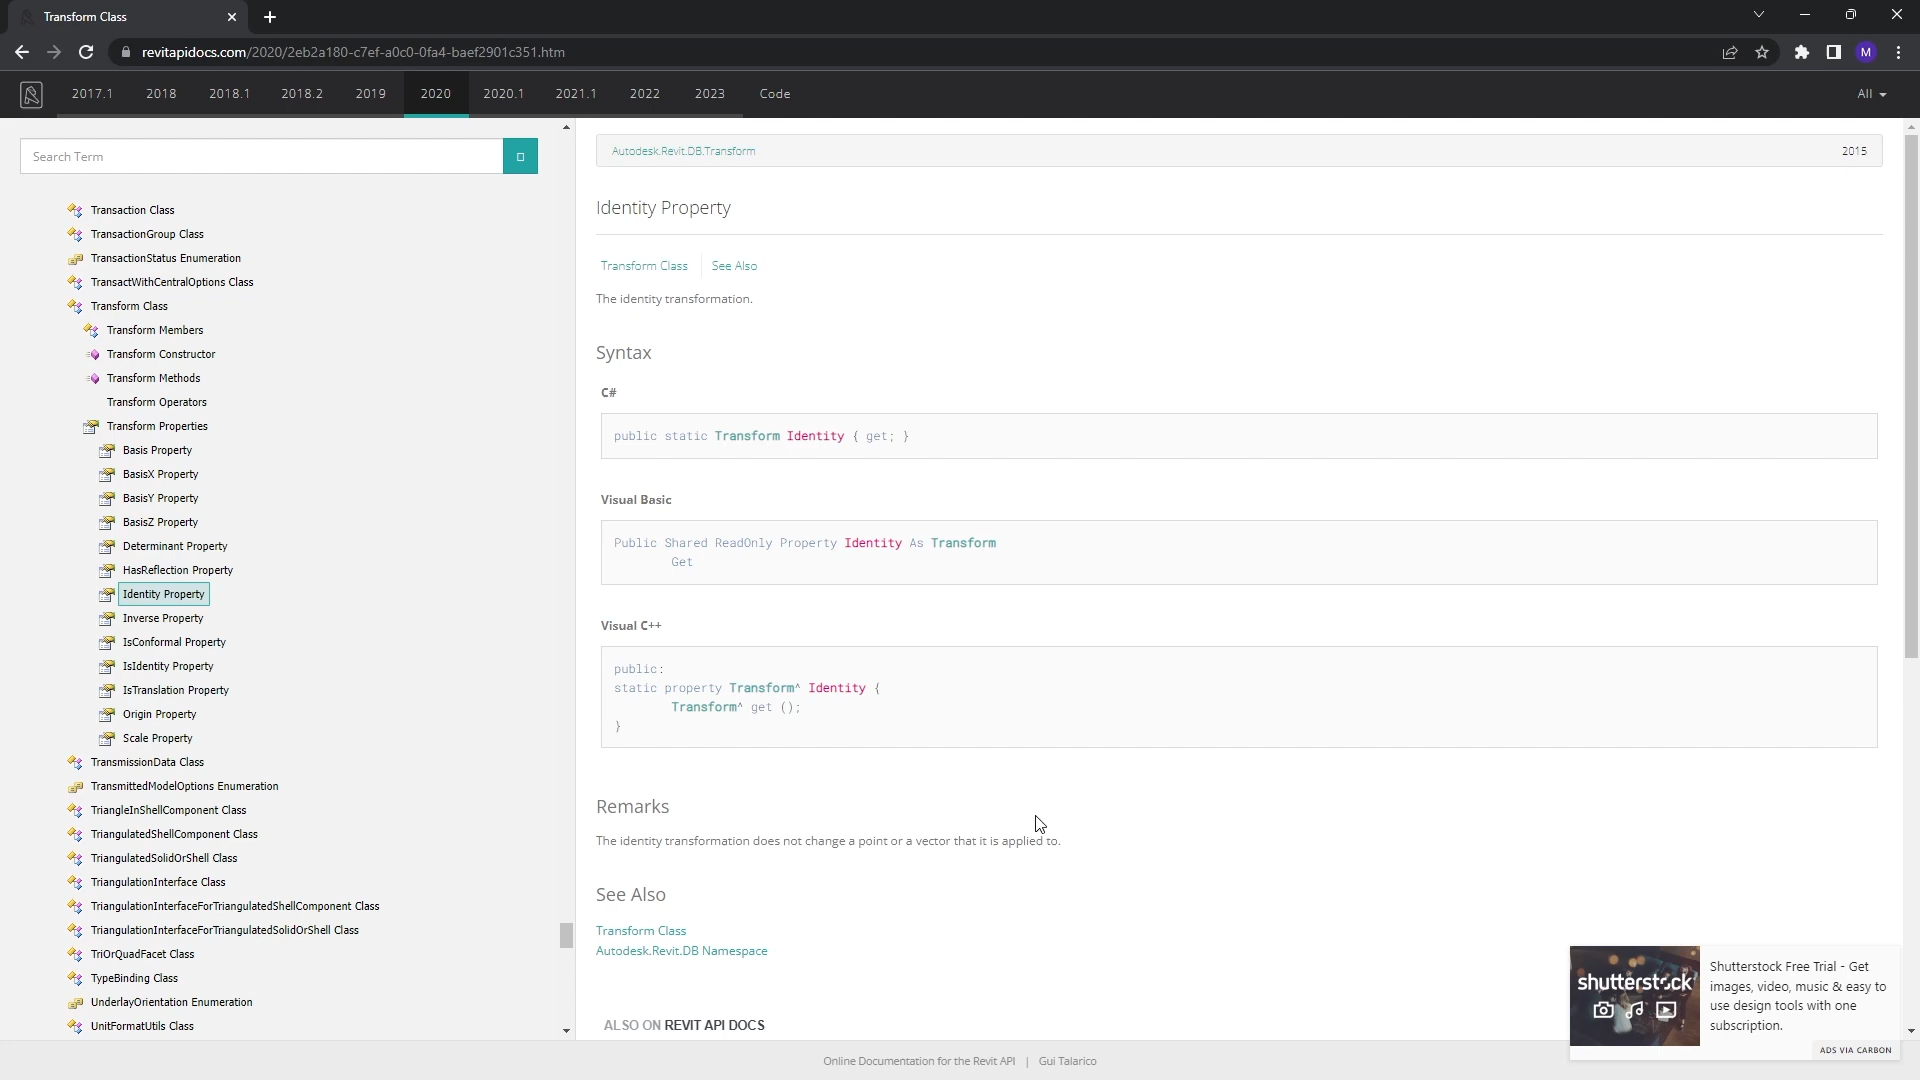 Transform Class
revitapidocs.com/2020/2eb2a180-c7ef-a0c0-0fa4-baef2901c351.htm
M
2017.1 2018 2018.1 2018.2 2019 2020 2020.1 2021.1 2022 2023 Code All
Search Term
Transaction Class
TransactionGroup Class
TransactionStatus Enumeration
TransactWithCentralOptions Class
Transform Class
Transform Members
Transform Constructor
Transform Methods
Transform Operators
Transform Properties
Basis Property
BasisX Property
BasisY Property
BasisZ Property
Determinant Property
HasReflection Property
Identity Property
Inverse Property
IsConformal Property
IsIdentity Property
IsTranslation Property
Origin Property
Scale Property
TransmissionData Class
TransmittedModelOptions Enumeration
TriangleInShellComponent Class
TriangulatedShellComponent Class
TriangulatedSolidOrShell Class
TriangulationInterface Class
TriangulationInterfaceForTriangulatedShellComponent Class
TriangulationInterfaceForTriangulatedSolidOrShell Class
TriOrQuadFacet Class
TypeBinding Class
UnderlayOrientation Enumeration
UnitFormatUtils Class
Autodesk.Revit.DB.Transform 2015
Identity Property
Transform Class See Also
The identity transformation.
Syntax
C#
public static Transform Identity { get; }
Visual Basic
Public Shared ReadOnly Property Identity As Transform
Get
Visual C++
public:
static property Transform^ Identity {
Transform^ get ();
}
Remarks
The identity transformation does not change a point or a vector that it is applied to.
See Also
Transform Class
Autodesk.Revit.DB Namespace
ALSO ON REVIT API DOCS
shutterstock
Shutterstock Free Trial - Get
images, video, music & easy to
use design tools with one
subscription.
ADS VIA CARBON
Online Documentation for the Revit API | Gui Talarico